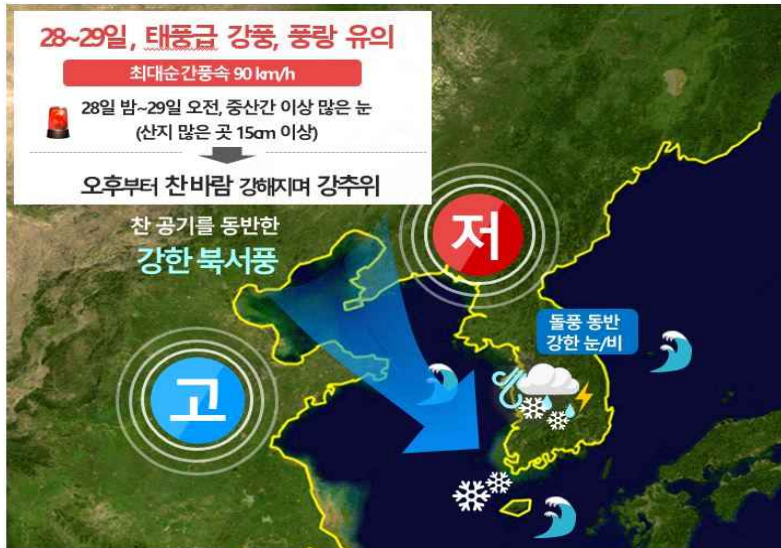 28~29일, 태풍급 강풍, 풍랑 유의
최대순간풍속 90 km/h
28일 밤~29일 오전, 중산간 이상 많은 눈
(산지 많은 곳 15cm 이상)
오후부터 찬 바람 강해지며 강추위
찬 공기를 동반한
강한 북서풍
저
고
돌풍 동반
강한 눈/비